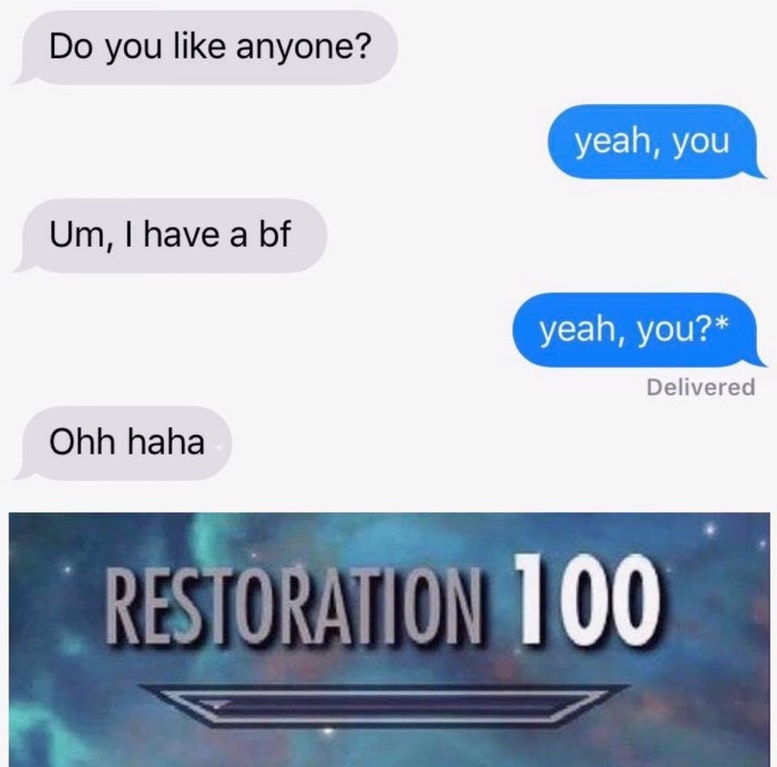 Do you like anyone?
yeah, you
Um, I have a bf
yeah, you?*
Delivered
Ohh haha
RESTORATION 100